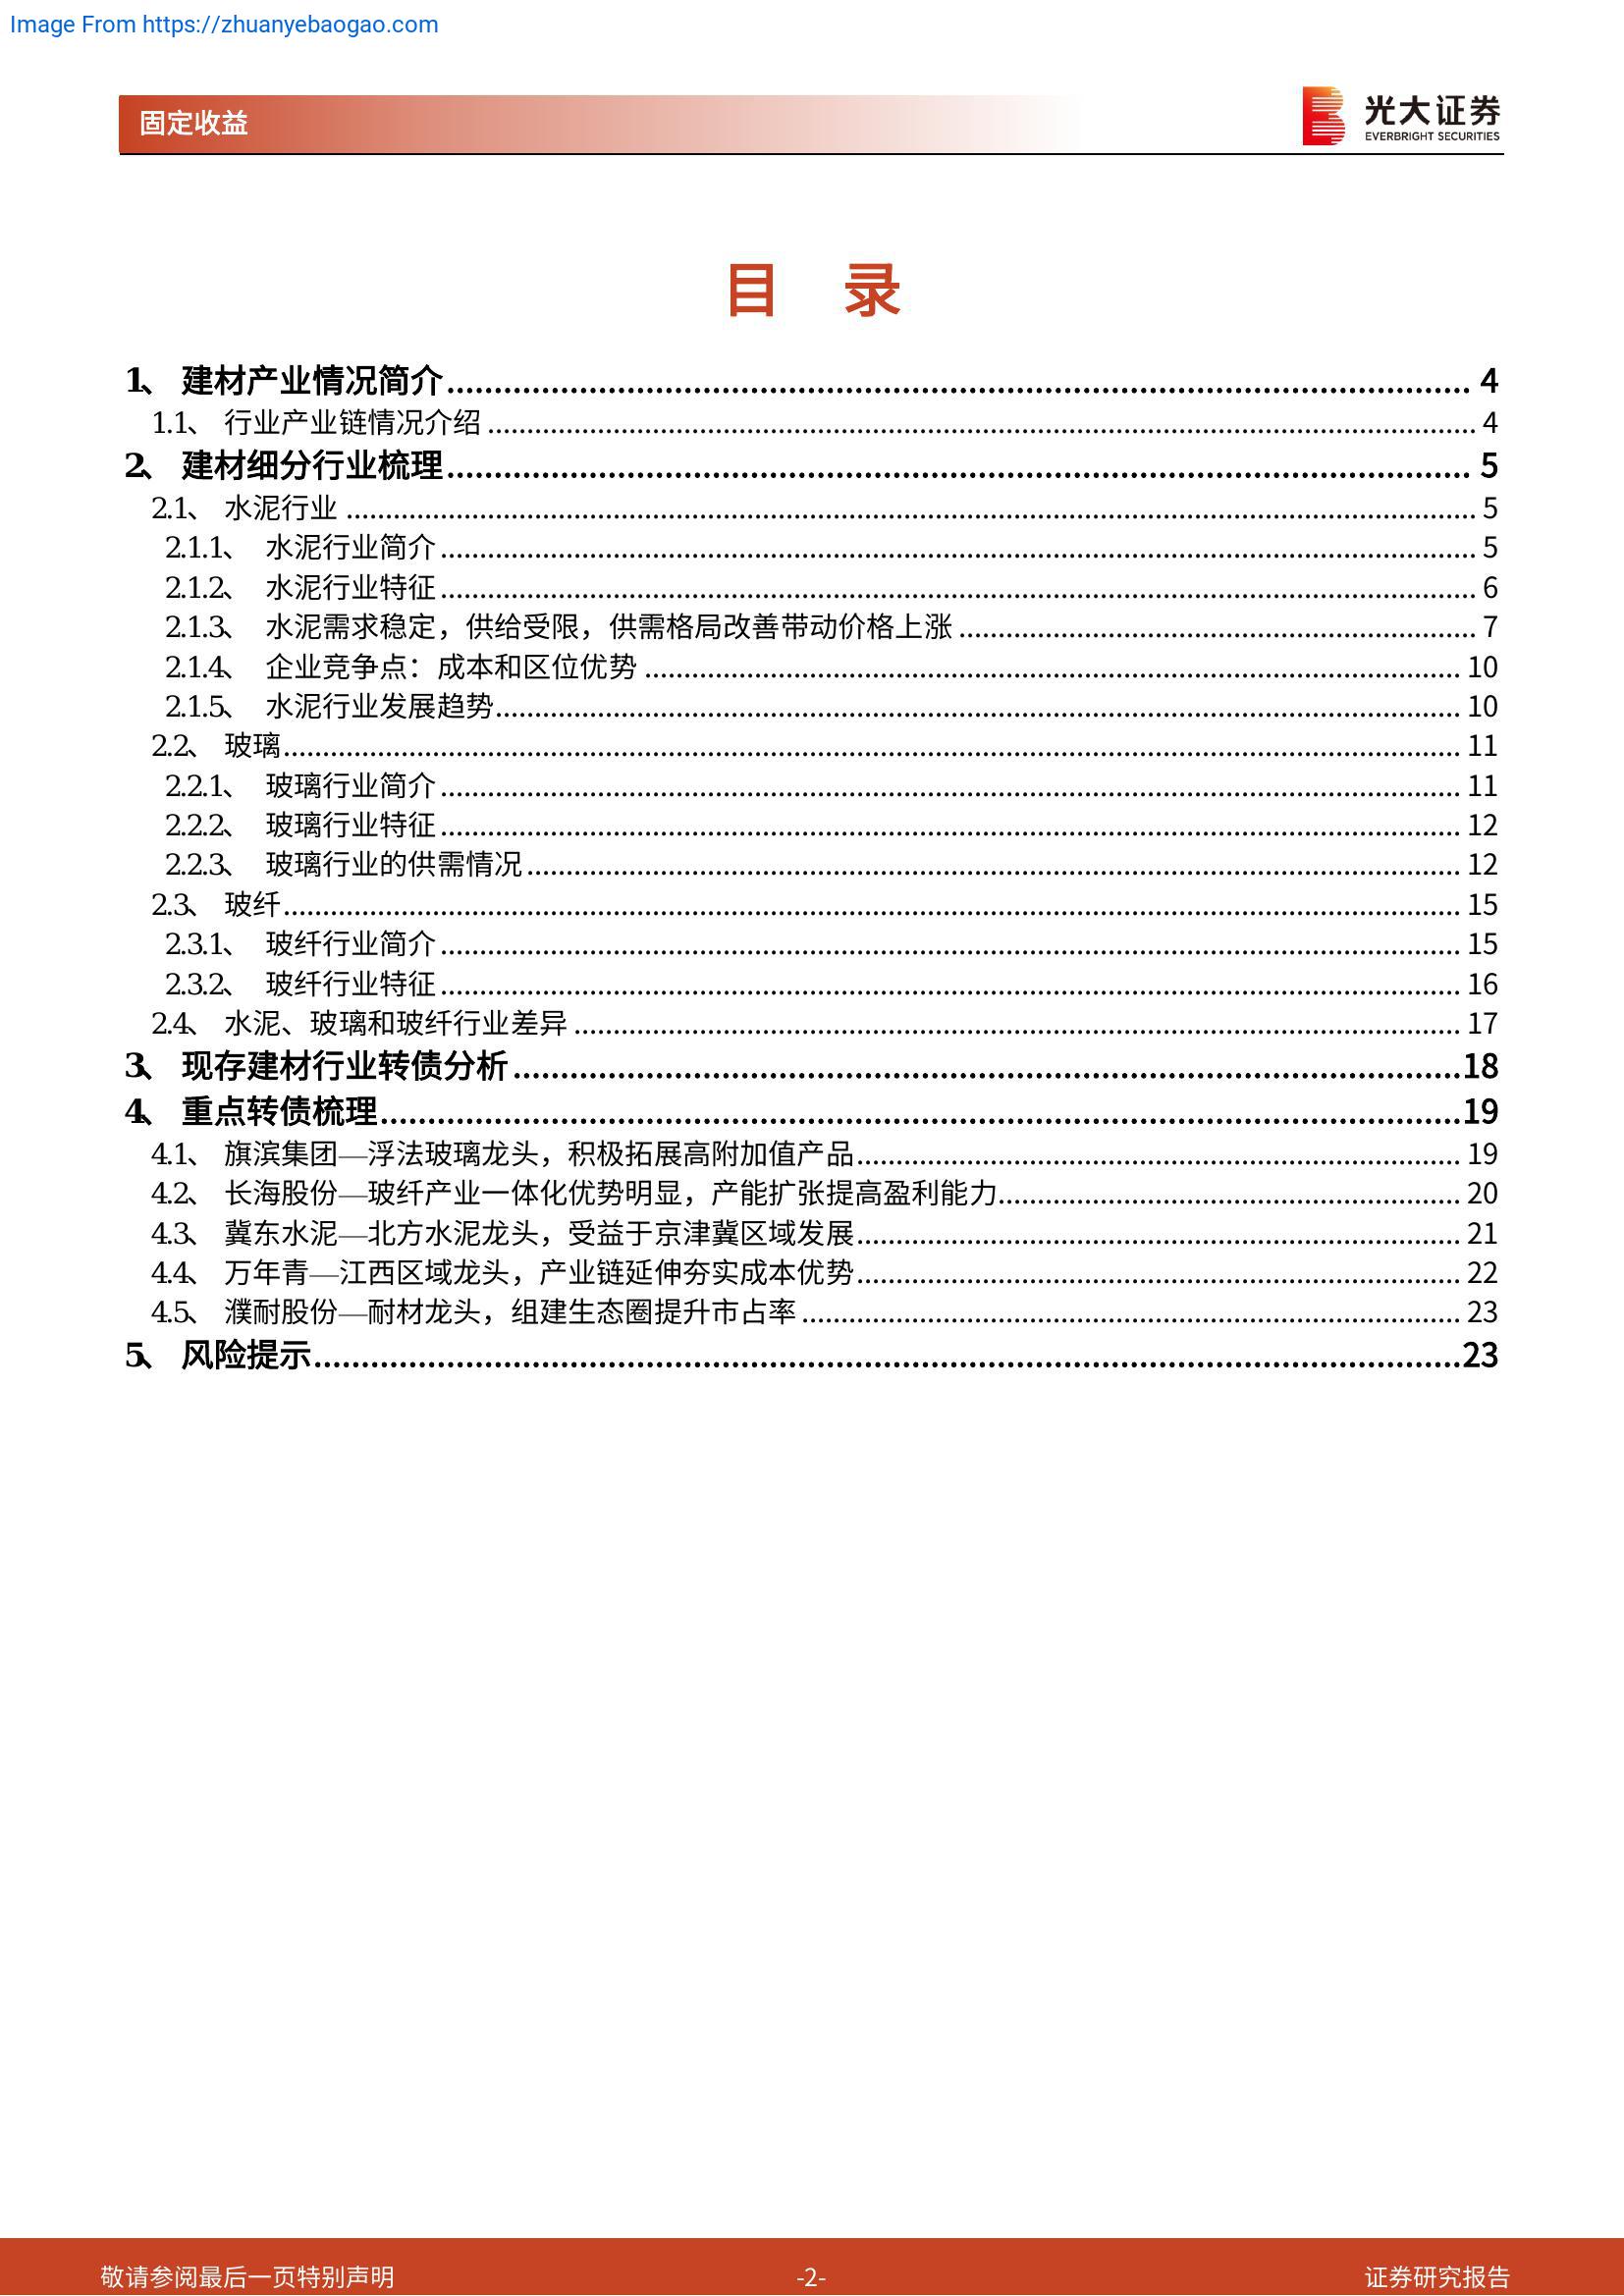 Image From https://zhuanyebaogao.com
固定收益
光大证券
EVERBRIGHT SECURITIES
目 录
1、 建材产业情况简介 4
1.1、 行业产业链情况介绍 4
2、 建材细分行业梳理 5
2.1、 水泥行业 5
2.1.1、 水泥行业简介 5
2.1.2、 水泥行业特征 6
2.1.3、 水泥需求稳定，供给受限，供需格局改善带动价格上涨 7
2.1.4、 企业竞争点：成本和区位优势 10
2.1.5、 水泥行业发展趋势 10
2.2、 玻璃 11
2.2.1、 玻璃行业简介 11
2.2.2、 玻璃行业特征 12
2.2.3、 玻璃行业的供需情况 12
2.3、 玻纤 15
2.3.1、 玻纤行业简介 15
2.3.2、 玻纤行业特征 16
2.4、 水泥、玻璃和玻纤行业差异 17
3、 现存建材行业转债分析 18
4、 重点转债梳理 19
4.1、 旗滨集团—浮法玻璃龙头，积极拓展高附加值产品 19
4.2、 长海股份—玻纤产业一体化优势明显，产能扩张提高盈利能力 20
4.3、 冀东水泥—北方水泥龙头，受益于京津冀区域发展 21
4.4、 万年青—江西区域龙头，产业链延伸夯实成本优势 22
4.5、 濮耐股份—耐材龙头，组建生态圈提升市占率 23
5、 风险提示 23
敬请参阅最后一页特别声明 -2- 证券研究报告